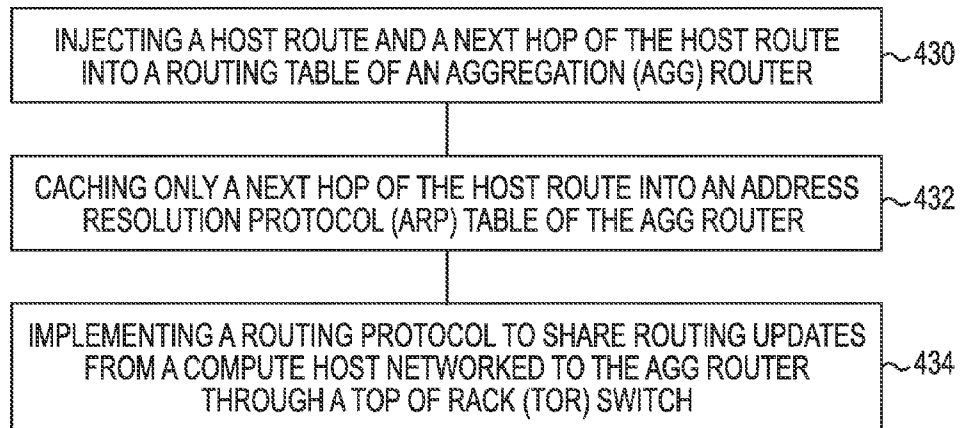 INJECTING A HOST ROUTE AND A NEXT HOP OF THE HOST ROUTE
INTO A ROUTING TABLE OF AN AGGREGATION (AGG) ROUTER
430
CACHING ONLY A NEXT HOP OF THE HOST ROUTE INTO AN ADDRESS
RESOLUTION PROTOCOL (ARP) TABLE OF THE AGG ROUTER
432
IMPLEMENTING A ROUTING PROTOCOL TO SHARE ROUTING UPDATES
FROM A COMPUTE HOST NETWORKED TO THE AGG ROUTER
THROUGH A TOP OF RACK (TOR) SWITCH
434